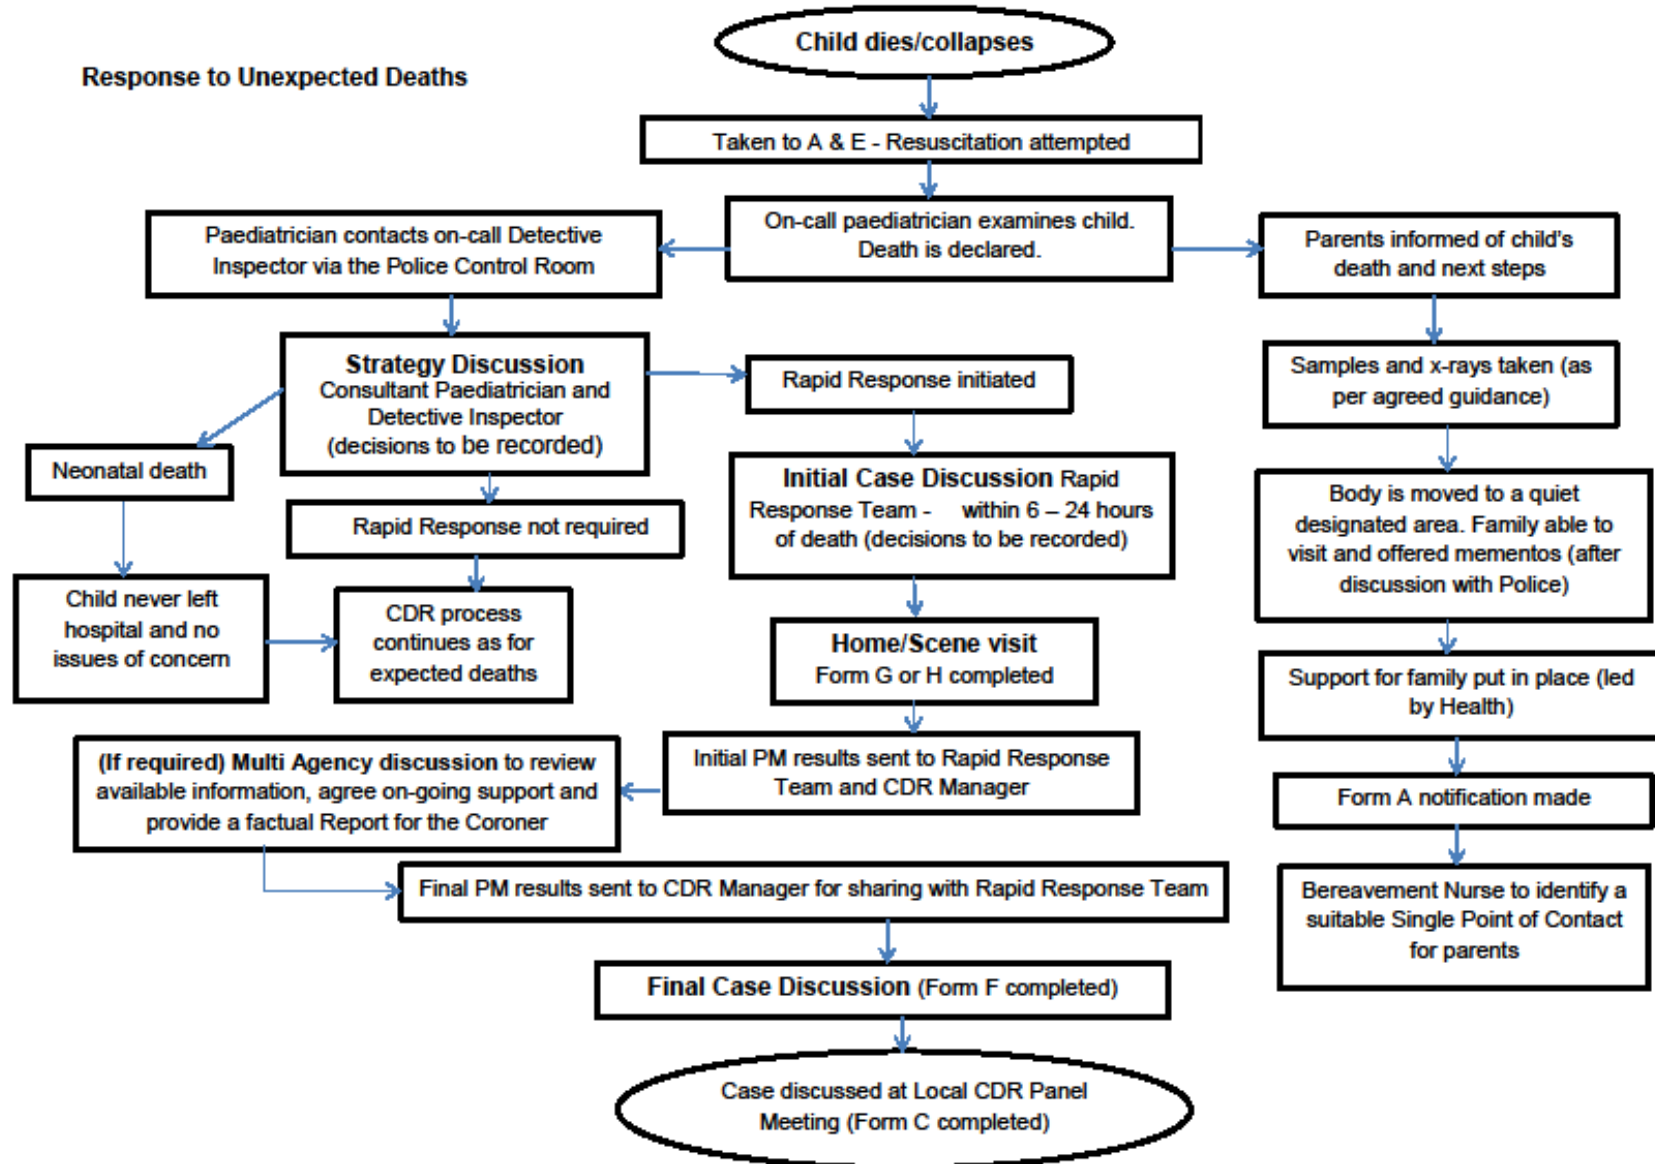 Response to Unexpected Deaths
Child dies/collapses
Taken to A & E - Resuscitation attempted
On-call paediatrician examines child.
Death is declared.
Paediatrician contacts on-call Detective
Inspector via the Police Control Room
Parents informed of child's
death and next steps
Strategy Discussion
Consultant Paediatrician and
Detective Inspector
(decisions to be recorded)
Rapid Response initiated
Samples and x-rays taken (as
per agreed guidance)
Neonatal death
Rapid Response not required
Initial Case Discussion Rapid
Response Team - within 6 – 24 hours
of death (decisions to be recorded)
Body is moved to a quiet
designated area. Family able to
visit and offered mementos (after
discussion with Police)
Child never left
hospital and no
issues of concern
CDR process
continues as for
expected deaths
Home/Scene visit
Form G or H completed
Support for family put in place (led
by Health)
(If required) Multi Agency discussion to review
available information, agree on-going support and
provide a factual Report for the Coroner
Initial PM results sent to Rapid Response
Team and CDR Manager
Form A notification made
Final PM results sent to CDR Manager for sharing with Rapid Response Team
Bereavement Nurse to identify a
suitable Single Point of Contact
for parents
Final Case Discussion (Form F completed)
Case discussed at Local CDR Panel
Meeting (Form C completed)